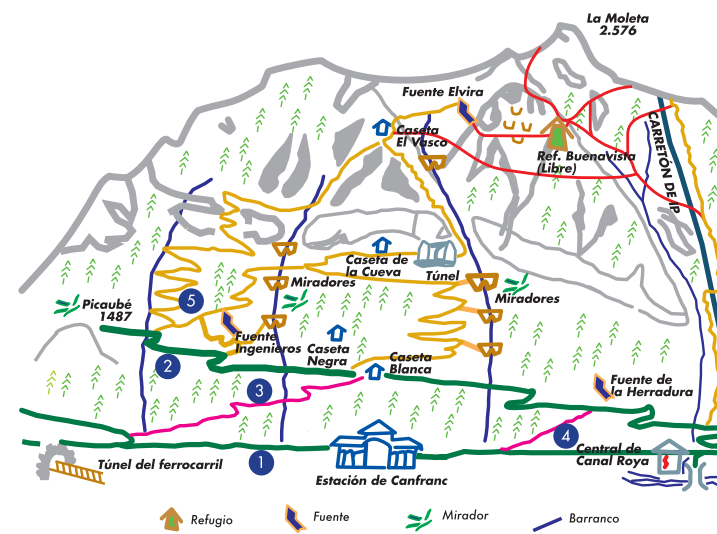 La Moleta
2.576
Fuente Elvira
CARRETÓN DE IP
Caseta
El Vasco
Ref. Buenavista
(Libre)
Caseta de
la Cueva
Túnel
Miradores
Miradores
Picaubé
1487
5
Fuente
Ingenieros
Caseta
Negra
Caseta
Blanca
2
3
Fuente de
la Herradura
4
Central de
Canal Roya
Túnel del ferrocarril
1
Estación de Canfranc
Refugio
Fuente
Mirador
Barranco